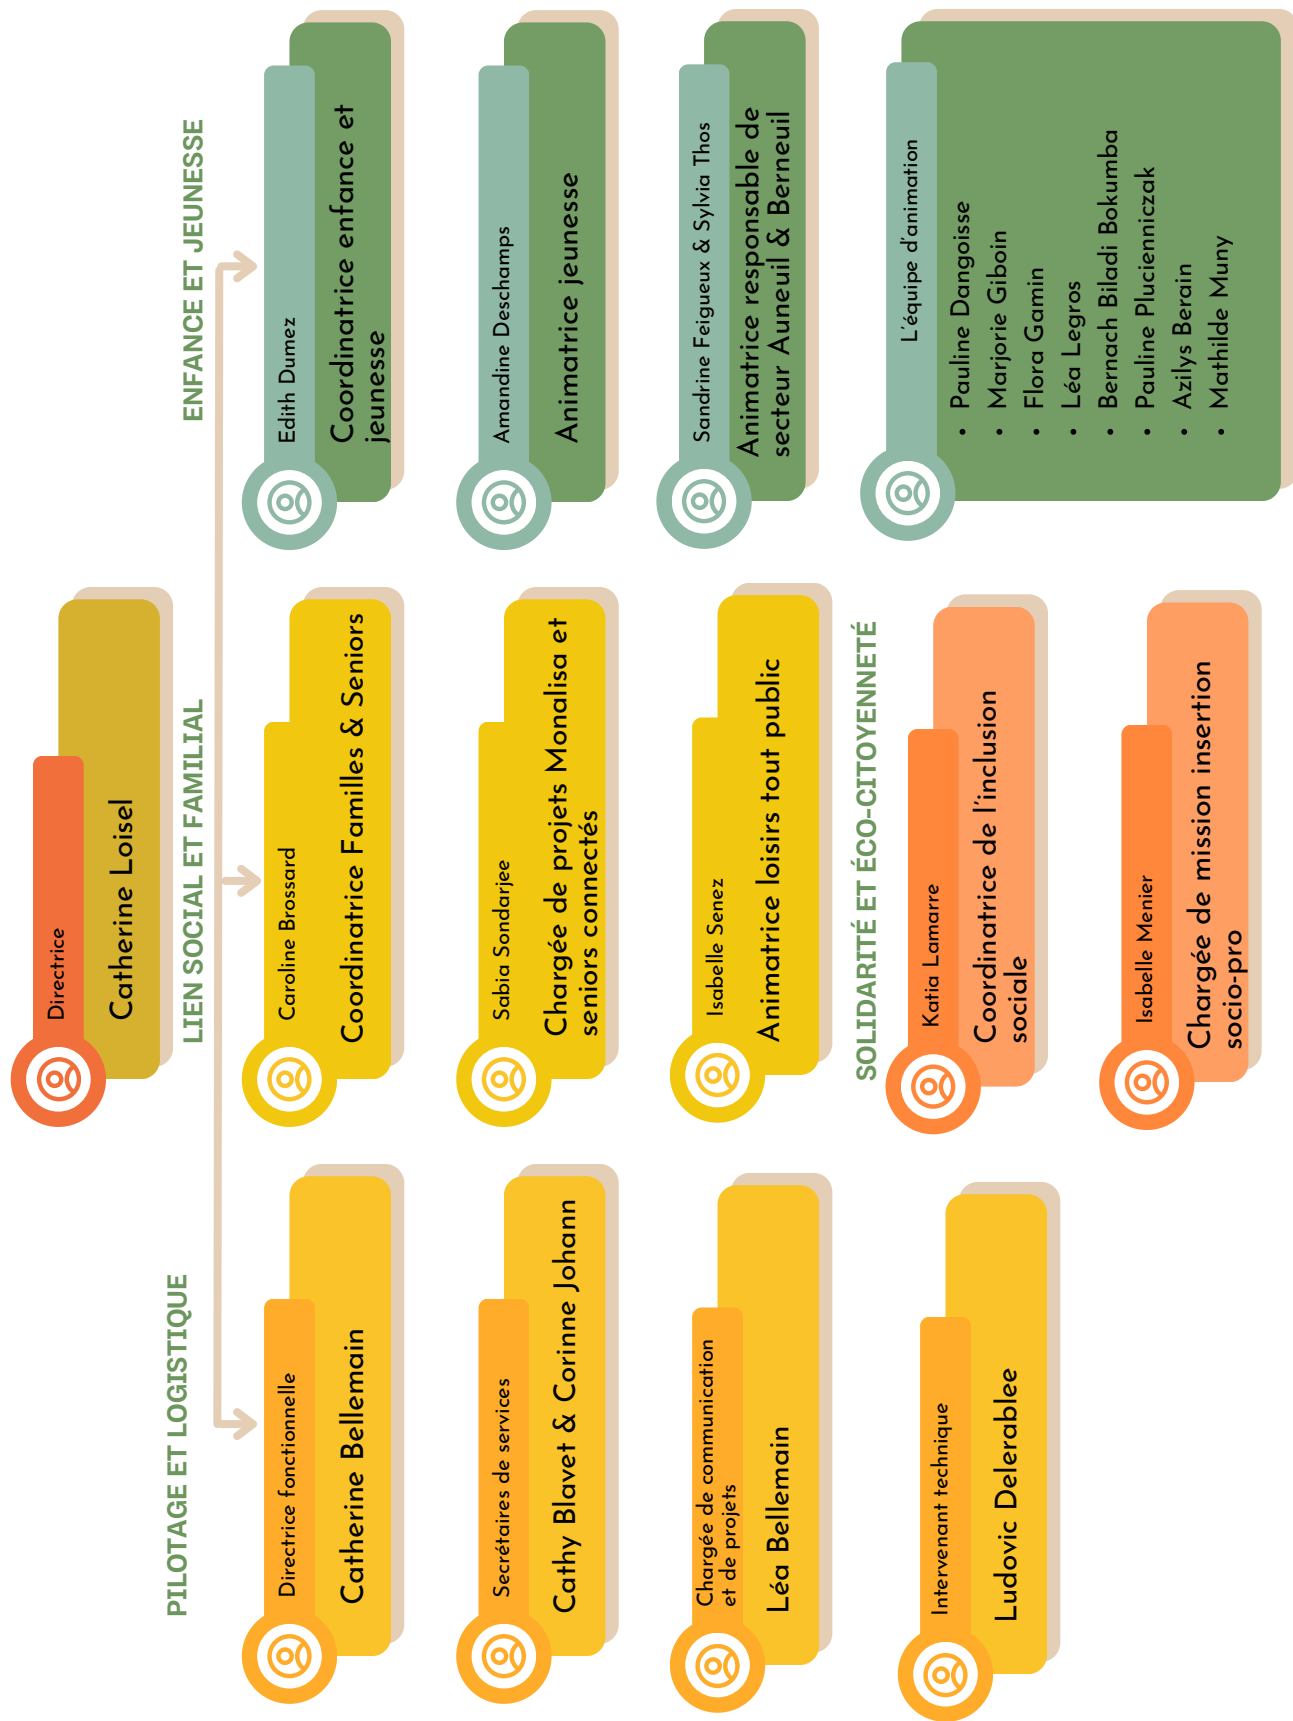 Directrice
Catherine Loisel
PILOTAGE ET LOGISTIQUE
Directrice fonctionnelle
Catherine Bellemain
Secrétaires de services
Cathy Blavet & Corinne Johann
Chargée de communication
et de projets
Léa Bellemain
Intervenant technique
Ludovic Delerablee
LIEN SOCIAL ET FAMILIAL
Caroline Brossard
Coordinatrice Familles & Seniors
Sabia Sondarjee
Chargée de projets Monalisa et
seniors connectés
Isabelle Senez
Animatrice loisirs tout public
SOLIDARITÉ ET ÉCO-CITOYENNETÉ
Katia Lamarre
Coordinatrice de l'inclusion
sociale
Isabelle Menier
Chargée de mission insertion
socio-pro
ENFANCE ET JEUNESSE
Edith Dumez
Coordinatrice enfance et
jeunesse
Amandine Deschamps
Animatrice jeunesse
Sandrine Feigueux & Sylvia Thos
Animatrice responsable de
secteur Auneuil & Berneuil
L'équipe d'animation
• Pauline Dangoisse
• Marjorie Giboin
• Flora Gamin
• Léa Legros
• Bernach Biladi Bokumba
• Pauline Plucienniczak
• Azilys Berain
• Mathilde Muny